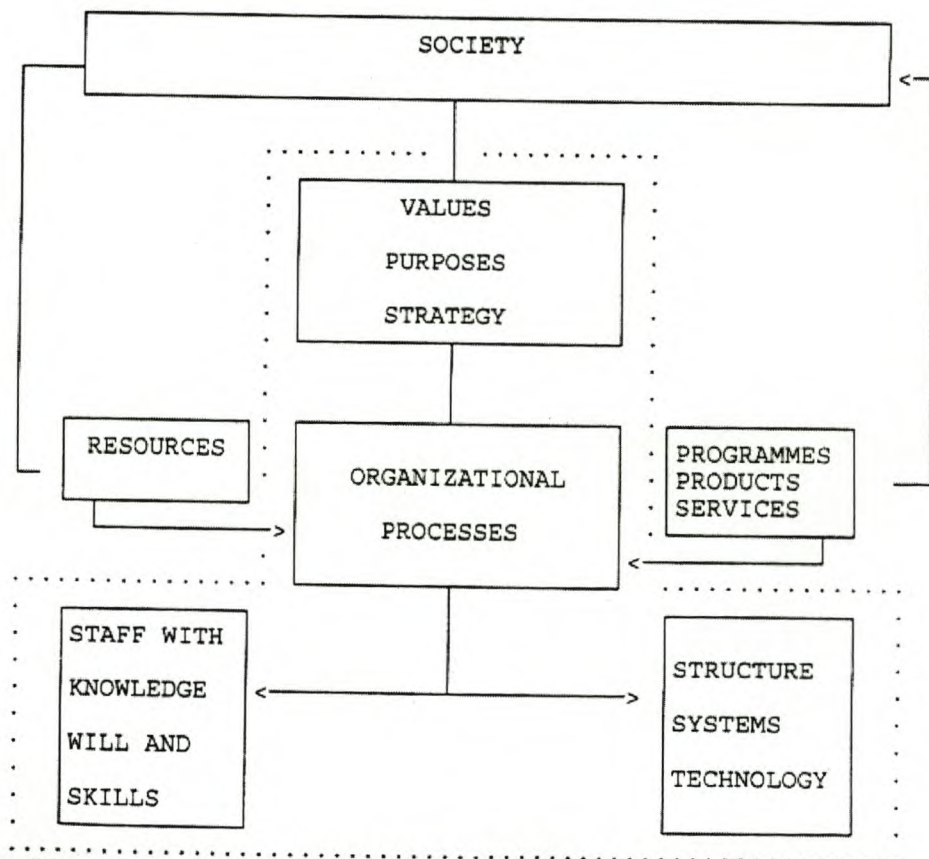 SOCIETY
VALUES
PURPOSES
STRATEGY
RESOURCES
ORGANIZATIONAL
PROCESSES
PROGRAMMES
PRODUCTS
SERVICES
STAFF WITH
KNOWLEDGE
WILL AND
SKILLS
STRUCTURE
SYSTEMS
TECHNOLOGY